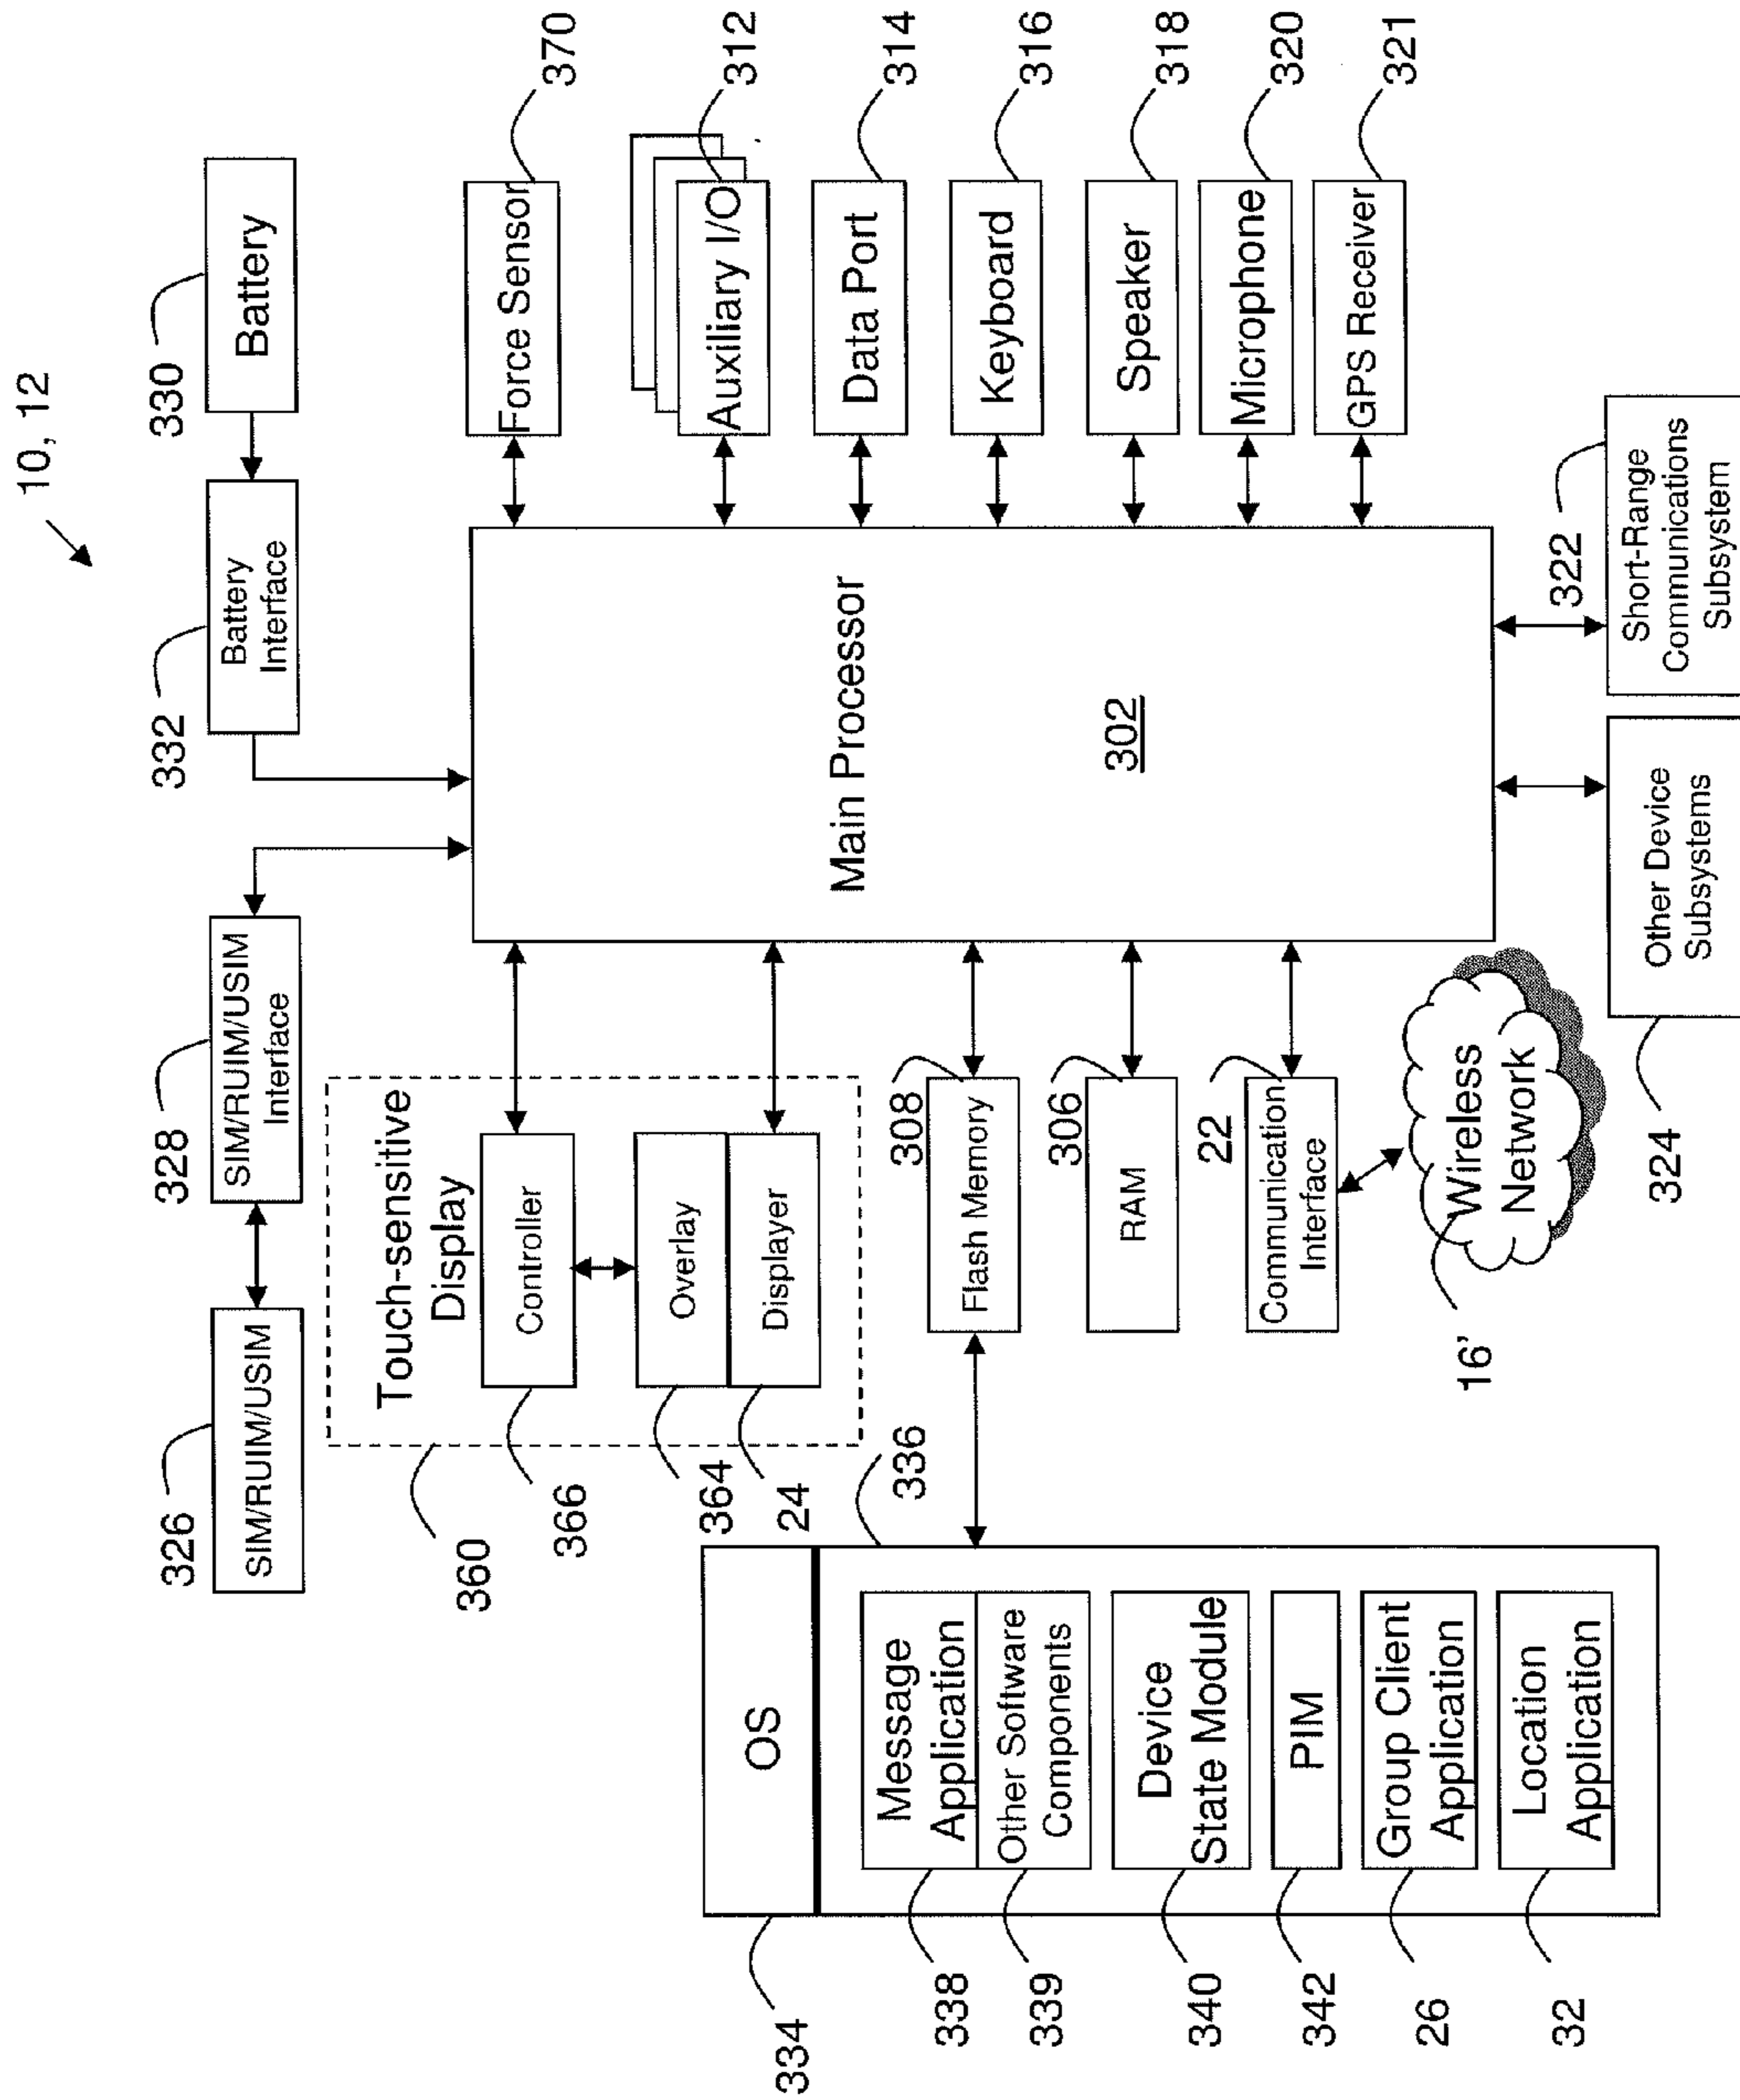 10, 12
326
SIM/RUIM/USIM
328
SIM/RUIM/USIM
Interface
332
Battery
Interface
330
Battery
360
Touch-sensitive
Display
366
Controller
364
Overlay
24
Displayer
Main Processor
302
Force Sensor
370
Auxiliary I/O
312
Data Port
314
Keyboard
316
Speaker
318
Microphone
320
GPS Receiver
321
308
Flash Memory
306
RAM
22
Communication
Interface
16'
Wireless
Network
334
OS
336
338
Message
Application
339
Other Software
Components
340
Device
State Module
342
PIM
26
Group Client
Application
32
Location
Application
324
Other Device
Subsystems
322
Short-Range
Communications
Subsystem